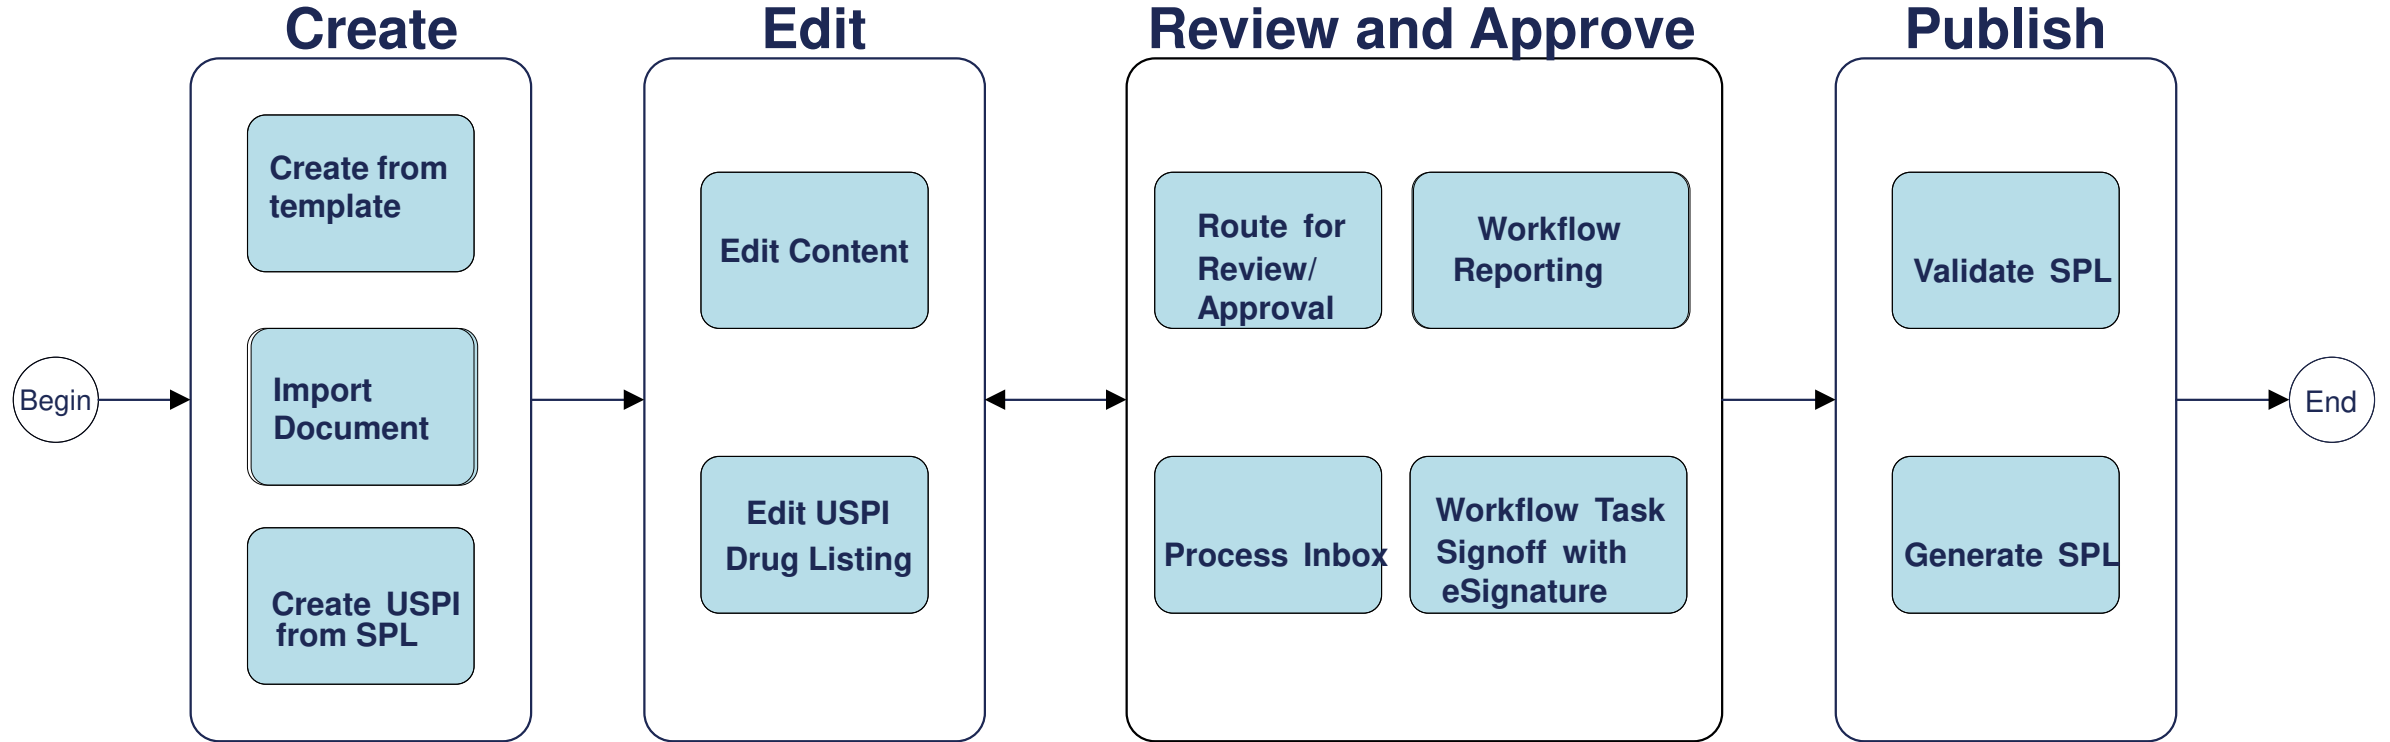 Create
Edit
Review and Approve
Publish
Begin
Create from
template
Import
Document
Create USPI
from SPL
Edit Content
Edit USPI
Drug Listing
Route for
Review/
Approval
Workflow
Reporting
Process Inbox
Workflow Task
Signoff with
eSignature
Validate SPL
Generate SPL
End